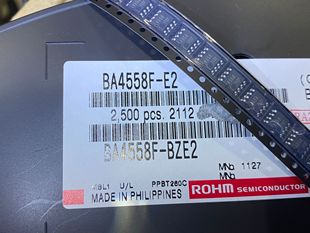 BA4558F-E2
2,500 pcs. 2112
BA4558F-BZE2
MNo 1127
MNo
U/L PPBT260C
MADE IN PHILIPPINES
ROHM SEMICONDUCTOR